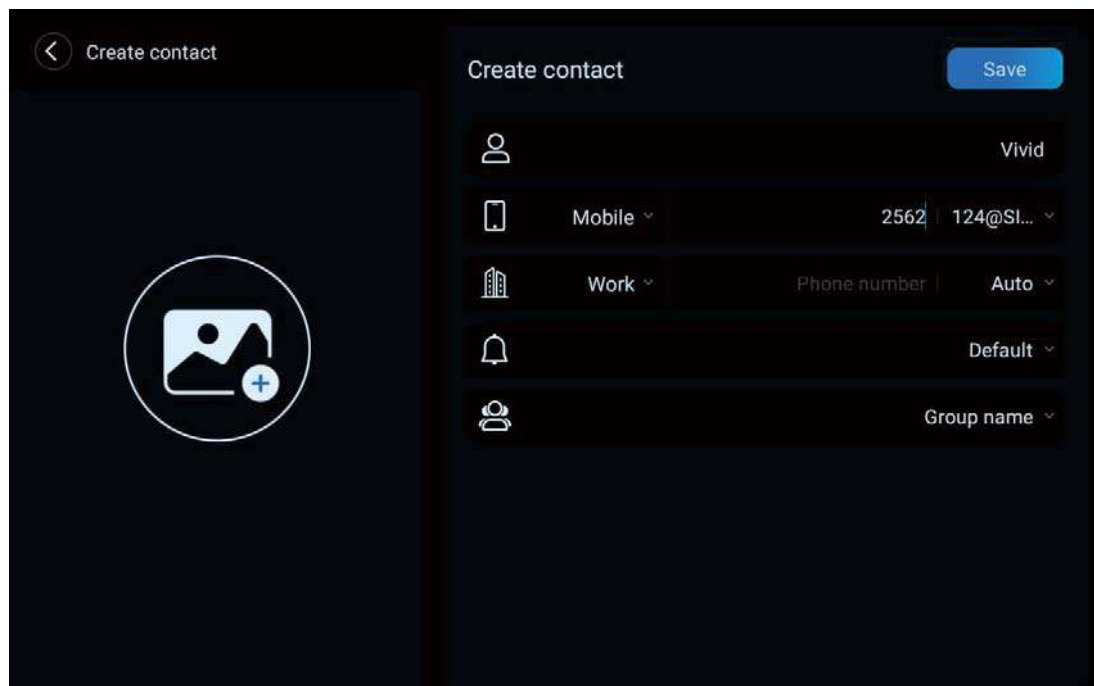 Create contact
Create contact Save
Vivid
Mobile 2562 124@SI...
Work Phone number Auto
Default
Group name